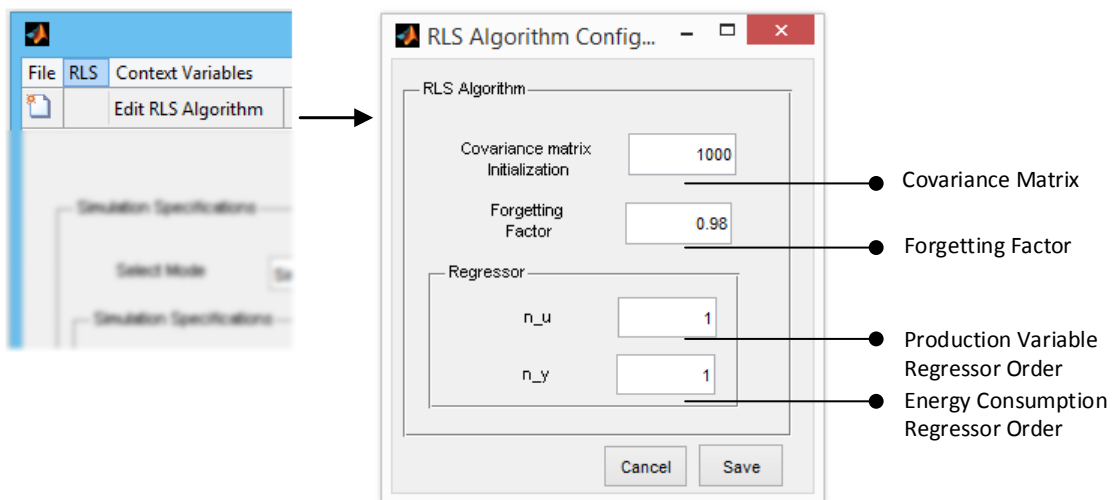 File RLS Context Variables
Edit RLS Algorithm
Simulation Specifications
Select Mode
Simulation Specifications
RLS Algorithm Config...
RLS Algorithm
Covariance matrix
Initialization
1000
Forgetting
Factor
0.98
Regressor
n_u
1
n_y
1
Cancel Save
Covariance Matrix
Forgetting Factor
Production Variable
Regressor Order
Energy Consumption
Regressor Order